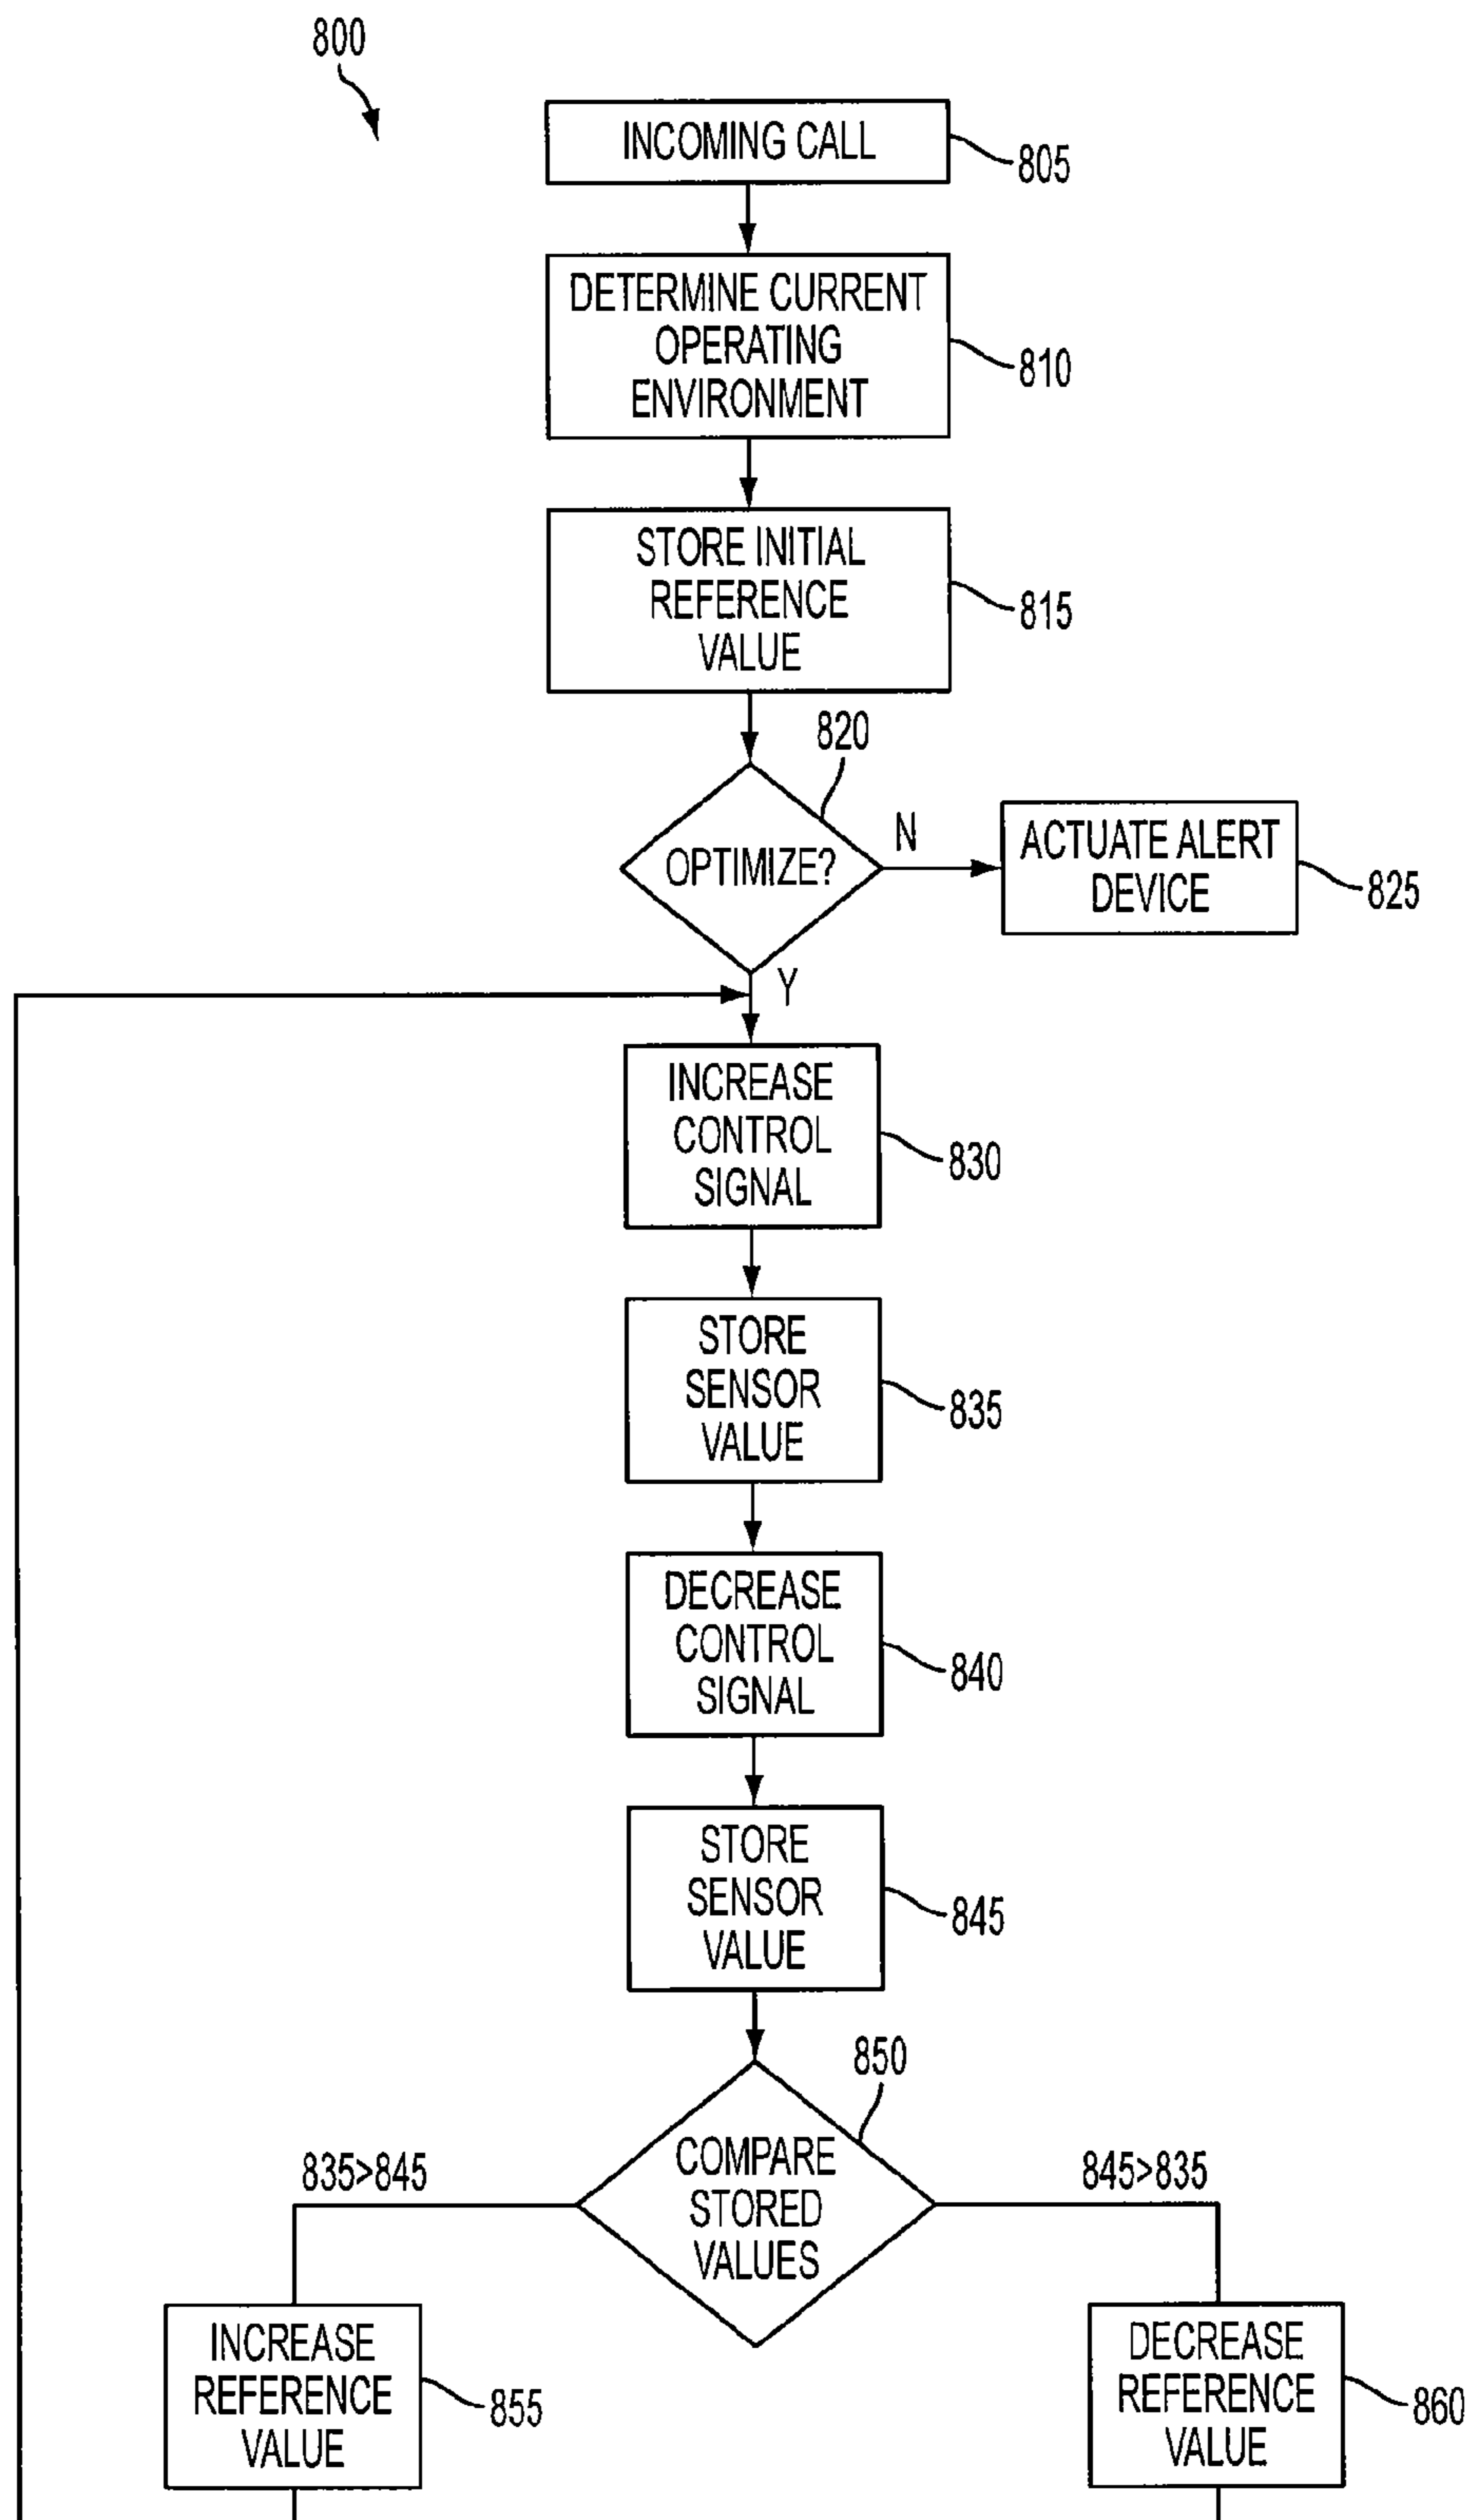 800
INCOMING CALL
805
DETERMINE CURRENT
OPERATING
ENVIRONMENT
810
STORE INITIAL
REFERENCE
VALUE
815
820
OPTIMIZE?
N
ACTUATE ALERT
DEVICE
825
Y
INCREASE
CONTROL
SIGNAL
830
STORE
SENSOR
VALUE
835
DECREASE
CONTROL
SIGNAL
840
STORE
SENSOR
VALUE
845
850
COMPARE
STORED
VALUES
835>845
845>835
INCREASE
REFERENCE
VALUE
855
DECREASE
REFERENCE
VALUE
860